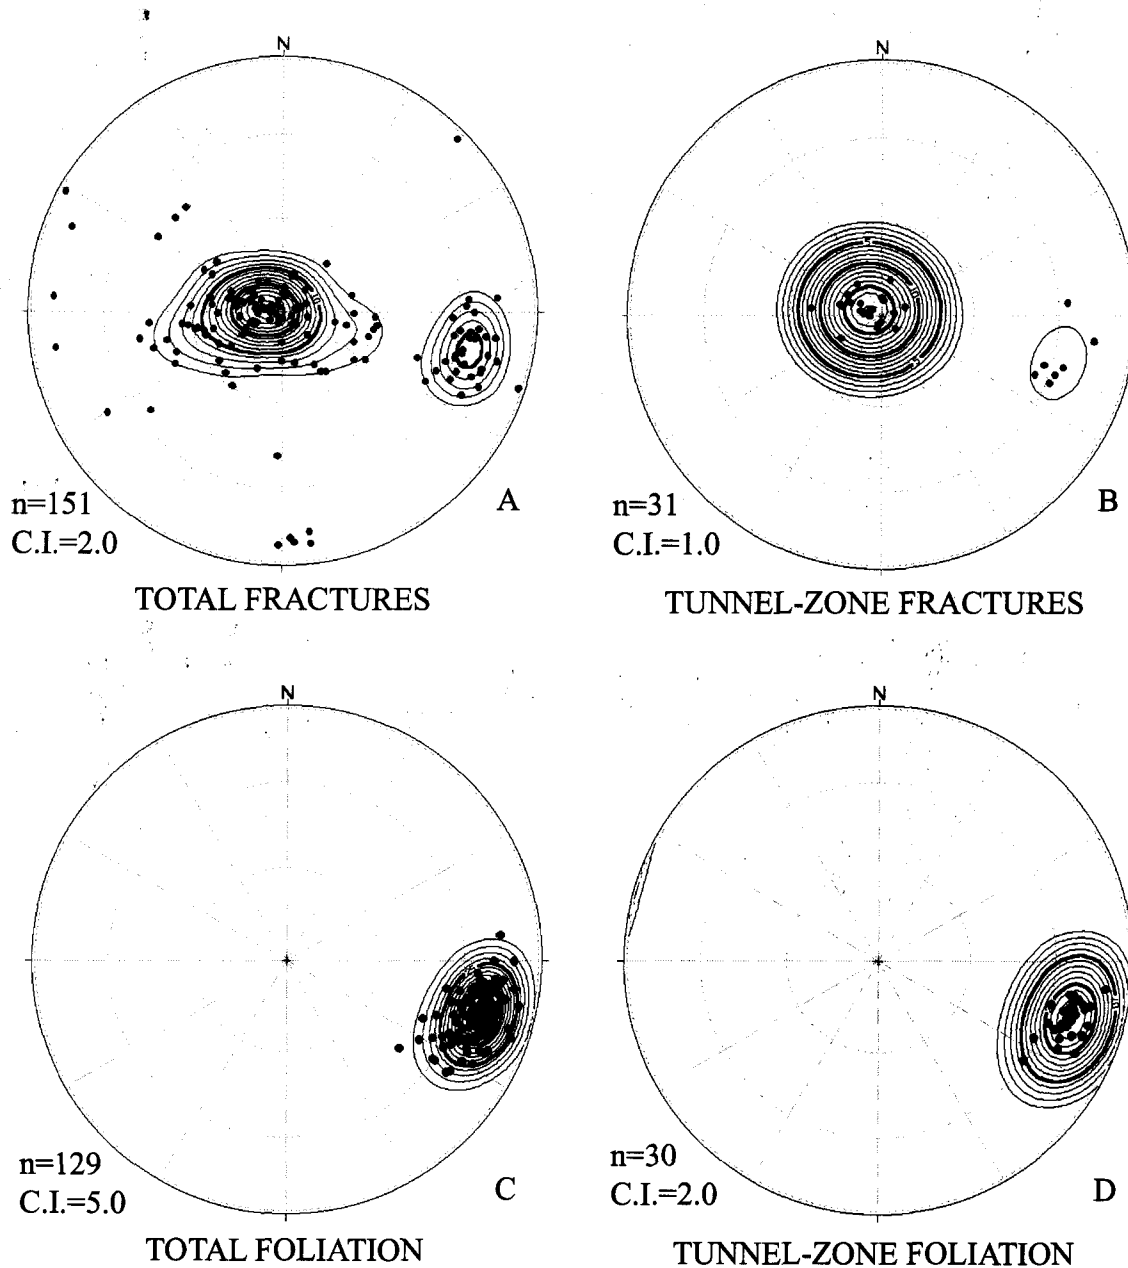 N
N
n=151
C.I.=2.0
A
n=31
C.I.=1.0
B
TOTAL FRACTURES
TUNNEL-ZONE FRACTURES
N
N
n=129
C.I.=5.0
C
n=30
C.I.=2.0
D
TOTAL FOLIATION
TUNNEL-ZONE FOLIATION